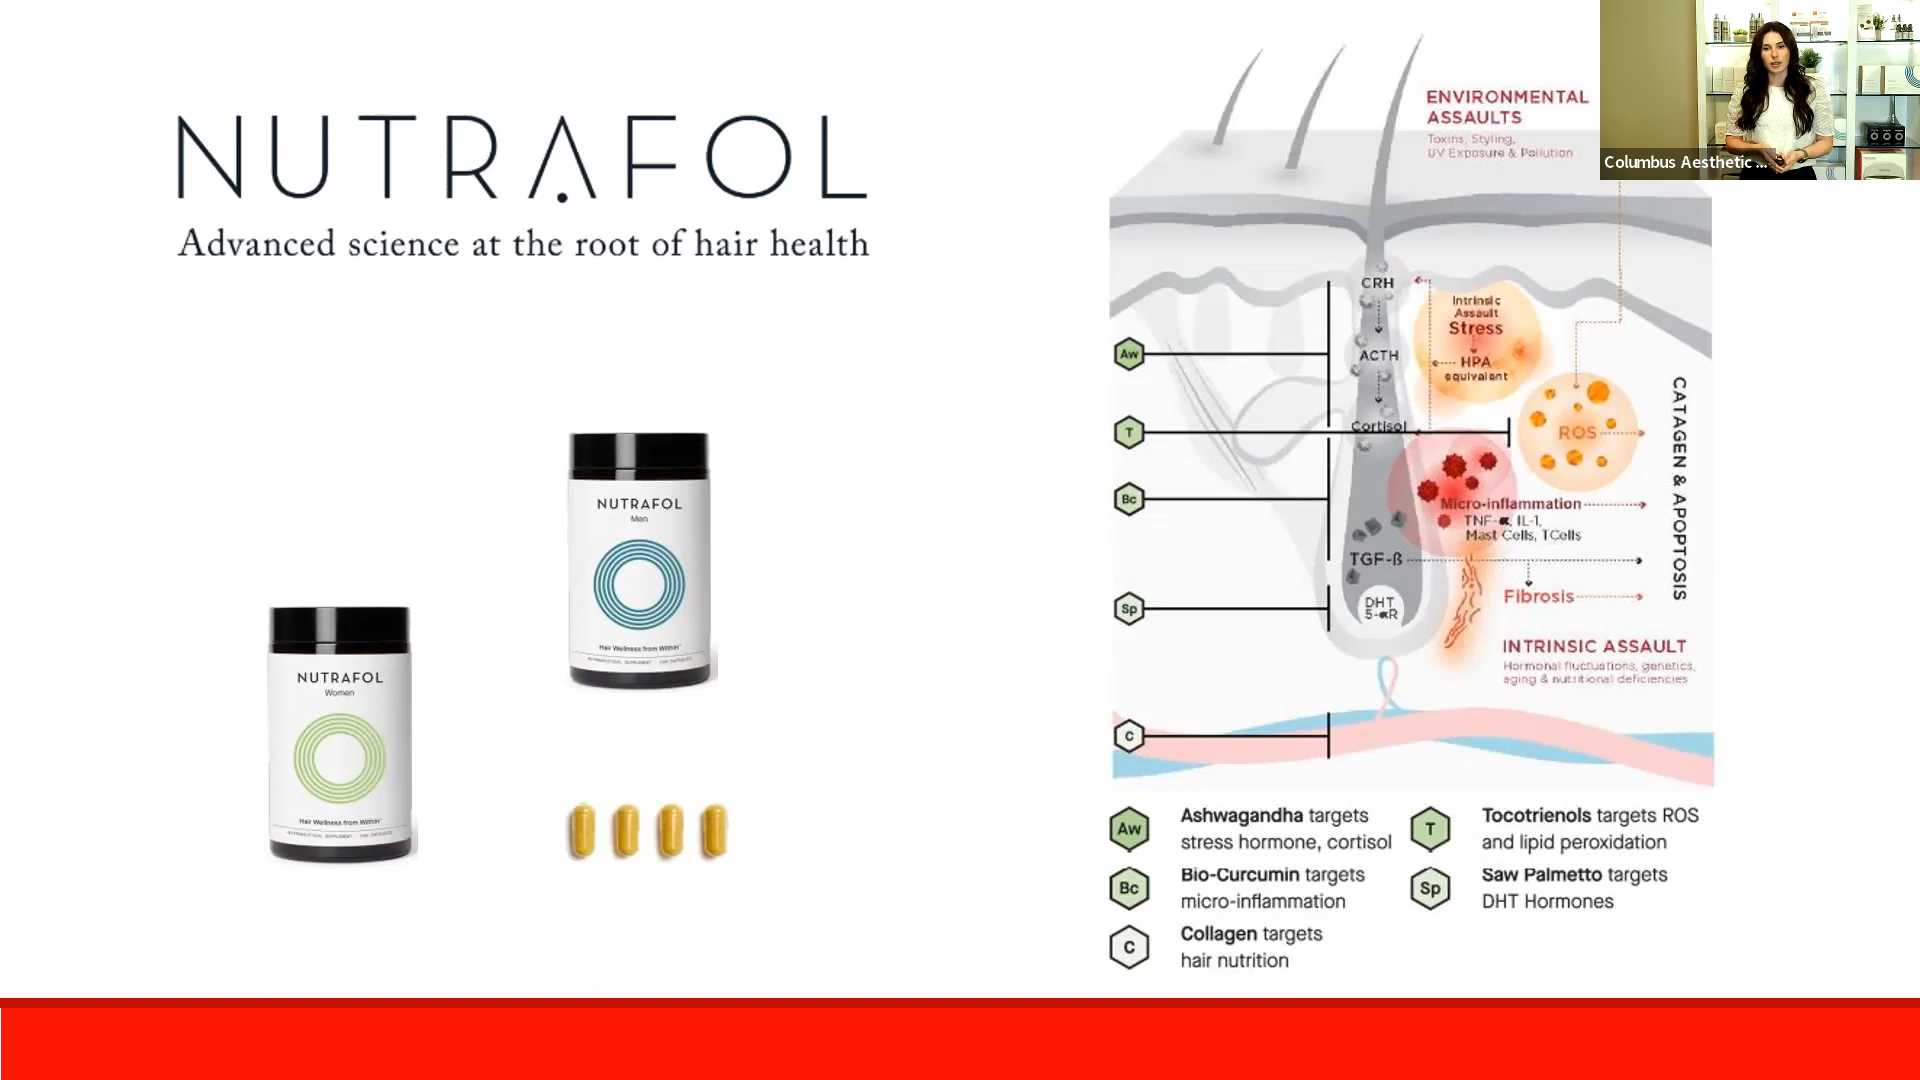 NUTRAFOL
Advanced science at the root of hair health
NUTRAFOL
Men
Hair Wellness from Within
NUTRAFOL
Women
Hair Wellness from Within
ENVIRONMENTAL
ASSAULTS
Toxins, Styling,
UV Exposure & Pollution
Columbus Aesthetic ...
CRH
ACTH
Cortisol
Intrinsic
Assault
Stress
HPA
equivalent
ROS
Micro-inflammation
TNF-α, IL-1,
Mast Cells, TCells
TGF-ß
Fibrosis
DHT
5-αR
CATAGEN & APOPTOSIS
INTRINSIC ASSAULT
Hormonal fluctuations, genetics,
aging & nutritional deficiencies
Aw
T
Bc
Sp
C
Aw
Ashwagandha targets
stress hormone, cortisol
T
Tocotrienols targets ROS
and lipid peroxidation
Bc
Bio-Curcumin targets
micro-inflammation
Sp
Saw Palmetto targets
DHT Hormones
C
Collagen targets
hair nutrition